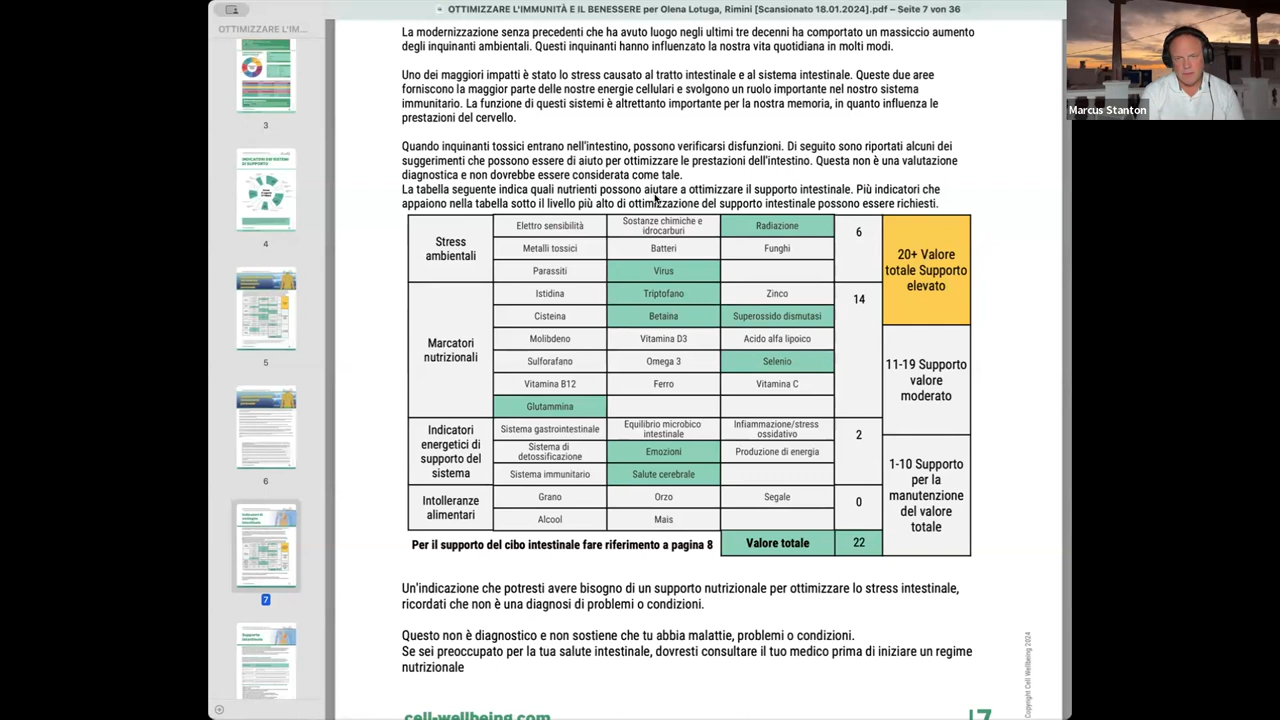 OTTIMIZZARE L'IMMUNITÀ E IL BENESSERE per Olena Lotuga, Rimini [Scansionato 18.01.2024].pdf – Seite 7 von 36
OTTIMIZZARE L'IM...
3
4
5
6
7
Marcus Stanton
La modernizzazione senza precedenti che ha avuto luogo negli ultimi tre decenni ha comportato un massiccio aumento
degli inquinanti ambientali. Questi inquinanti hanno influenzato la nostra vita quotidiana in molti modi.
Uno dei maggiori impatti è stato lo stress causato al tratto intestinale e al sistema intestinale. Queste due aree
forniscono la maggior parte delle nostre energie cellulari e svolgono un ruolo importante nel nostro sistema
immunitario. La funzione di questi sistemi è altrettanto importante per la nostra memoria, in quanto influenza le
prestazioni del cervello.
Quando inquinanti tossici entrano nell'intestino, possono verificarsi disfunzioni. Di seguito sono riportati alcuni dei
suggerimenti che possono essere di aiuto per ottimizzare le funzioni dell'intestino. Questa non è una valutazione
diagnostica e non dovrebbe essere considerata come tale.
La tabella seguente indica quali nutrienti possono aiutare a ottimizzare il supporto intestinale. Più indicatori che
appaiono nella tabella sotto il livello più alto di ottimizzazione del supporto intestinale possono essere richiesti.
Stress
ambientali
Elettro sensibilità
Sostanze chimiche e
idrocarburi
Radiazione
6
Metalli tossici
Batteri
Funghi
Parassiti
Virus
Marcatori
nutrizionali
Istidina
Triptofano
Zinco
14
Cisteina
Betaina
Superossido dismutasi
Molibdeno
Vitamina D3
Acido alfa lipoico
Sulforafano
Omega 3
Selenio
Vitamina B12
Ferro
Vitamina C
Glutammina
Indicatori
energetici di
supporto del
sistema
Sistema gastrointestinale
Equilibrio microbico
intestinale
Infiammazione/stress
ossidativo
2
Sistema di
detossificazione
Emozioni
Produzione di energia
Sistema immunitario
Salute cerebrale
Intolleranze
alimentari
Grano
Orzo
Segale
0
Alcool
Mais
Per il supporto del cibo intestinale fare riferimento a pagina 8
Valore totale
22
20+ Valore
totale Supporto
elevato
11-19 Supporto
valore
moderato
1-10 Supporto
per la
manutenzione
del valore
totale
Un'indicazione che potresti avere bisogno di un supporto nutrizionale per ottimizzare lo stress intestinale,
ricordati che non è una diagnosi di problemi o condizioni.
Questo non è diagnostico e non sostiene che tu abbia malattie, problemi o condizioni.
Se sei preoccupato per la tua salute intestinale, dovresti consultare il tuo medico prima di iniziare un regime
nutrizionale
Copyright Cell Wellbeing 2024
cell-wellbeing.com
|7